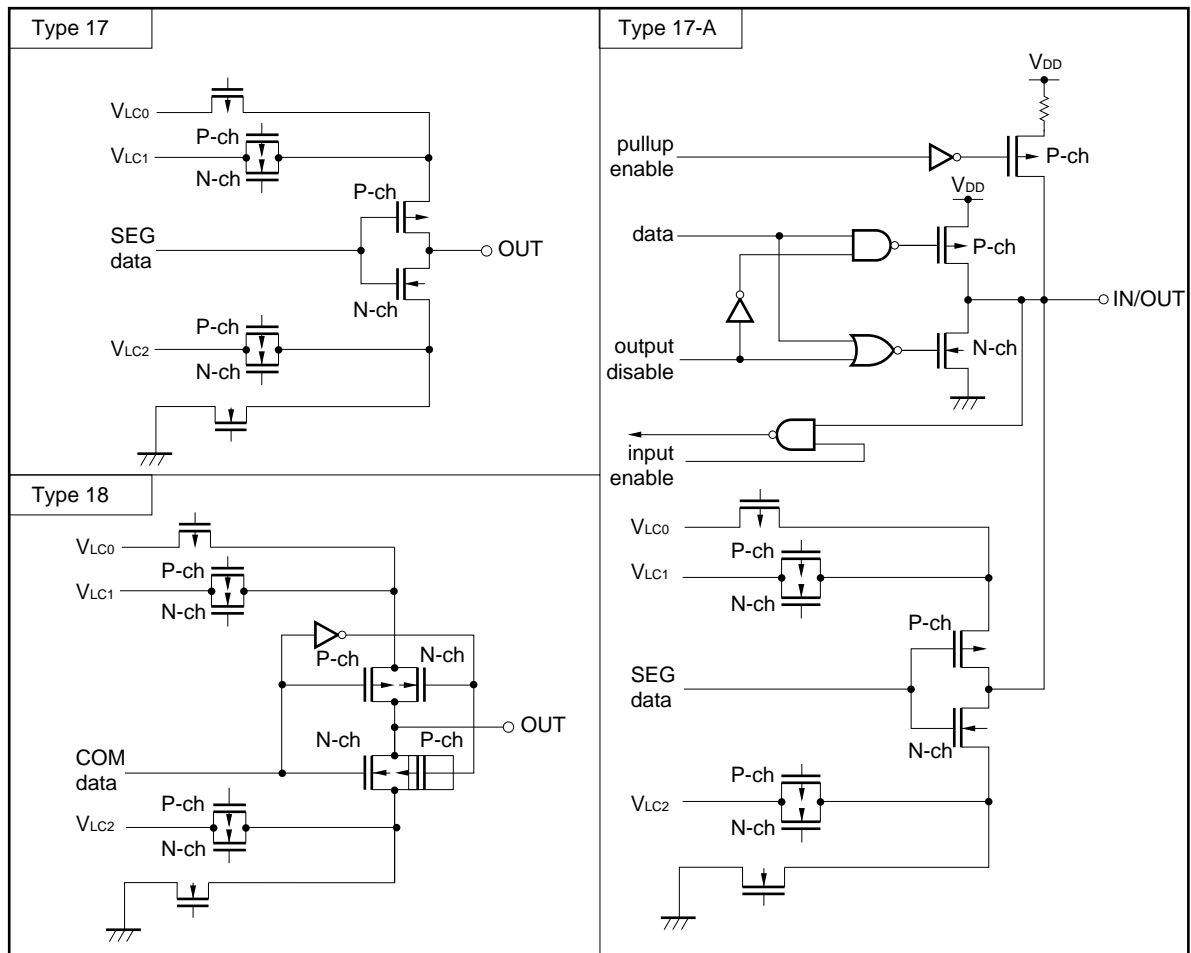 Type 17
VLC0
P-ch
VLC1
N-ch
P-ch
SEG
data
OUT
N-ch
P-ch
VLC2
N-ch
Type 18
VLC0
P-ch
VLC1
N-ch
P-ch
N-ch
OUT
N-ch
P-ch
COM
data
P-ch
VLC2
N-ch
Type 17-A
VDD
pullup
enable
P-ch
VDD
data
P-ch
IN/OUT
output
disable
N-ch
input
enable
VLC0
P-ch
VLC1
N-ch
P-ch
SEG
data
N-ch
P-ch
VLC2
N-ch